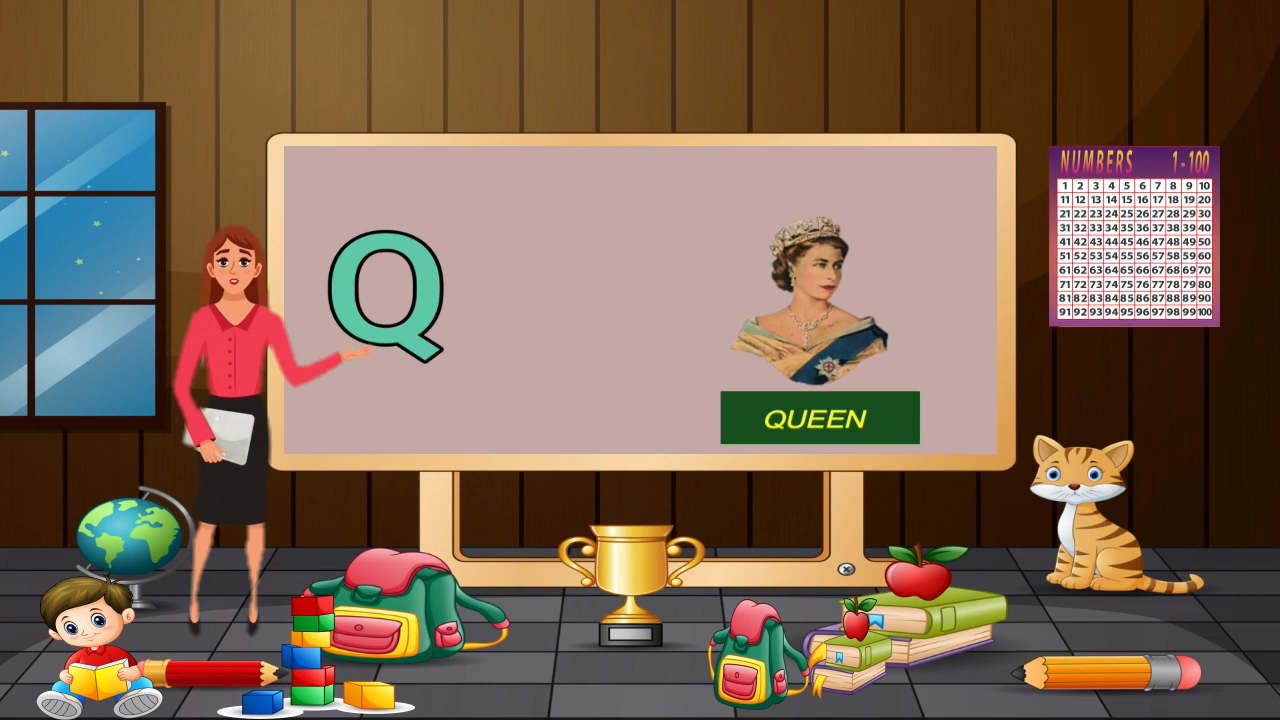 NUMBERS 1-100
1 2 3 4 5 6 7 8 9 10
11 12 13 14 15 16 17 18 19 20
21 22 23 24 25 26 27 28 29 30
31 32 33 34 35 36 37 38 39 40
41 42 43 44 45 46 47 48 49 50
51 52 53 54 55 56 57 58 59 60
61 62 63 64 65 66 67 68 69 70
71 72 73 74 75 76 77 78 79 80
81 82 83 84 85 86 87 88 89 90
91 92 93 94 95 96 97 98 99 100
Q
QUEEN